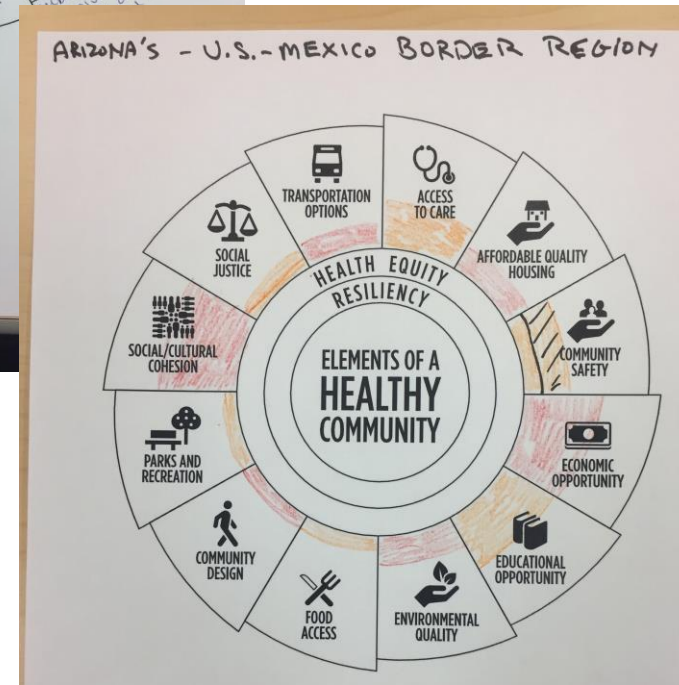 ARIZONA'S - U.S. - MEXICO BORDER REGION
TRANSPORTATION
OPTIONS
ACCESS
TO CARE
AFFORDABLE QUALITY
HOUSING
COMMUNITY
SAFETY
ECONOMIC
OPPORTUNITY
EDUCATIONAL
OPPORTUNITY
ENVIRONMENTAL
QUALITY
FOOD
ACCESS
COMMUNITY
DESIGN
PARKS AND
RECREATION
SOCIAL/CULTURAL
COHESION
SOCIAL
JUSTICE
HEALTH EQUITY
RESILIENCY
ELEMENTS OF A
HEALTHY
COMMUNITY